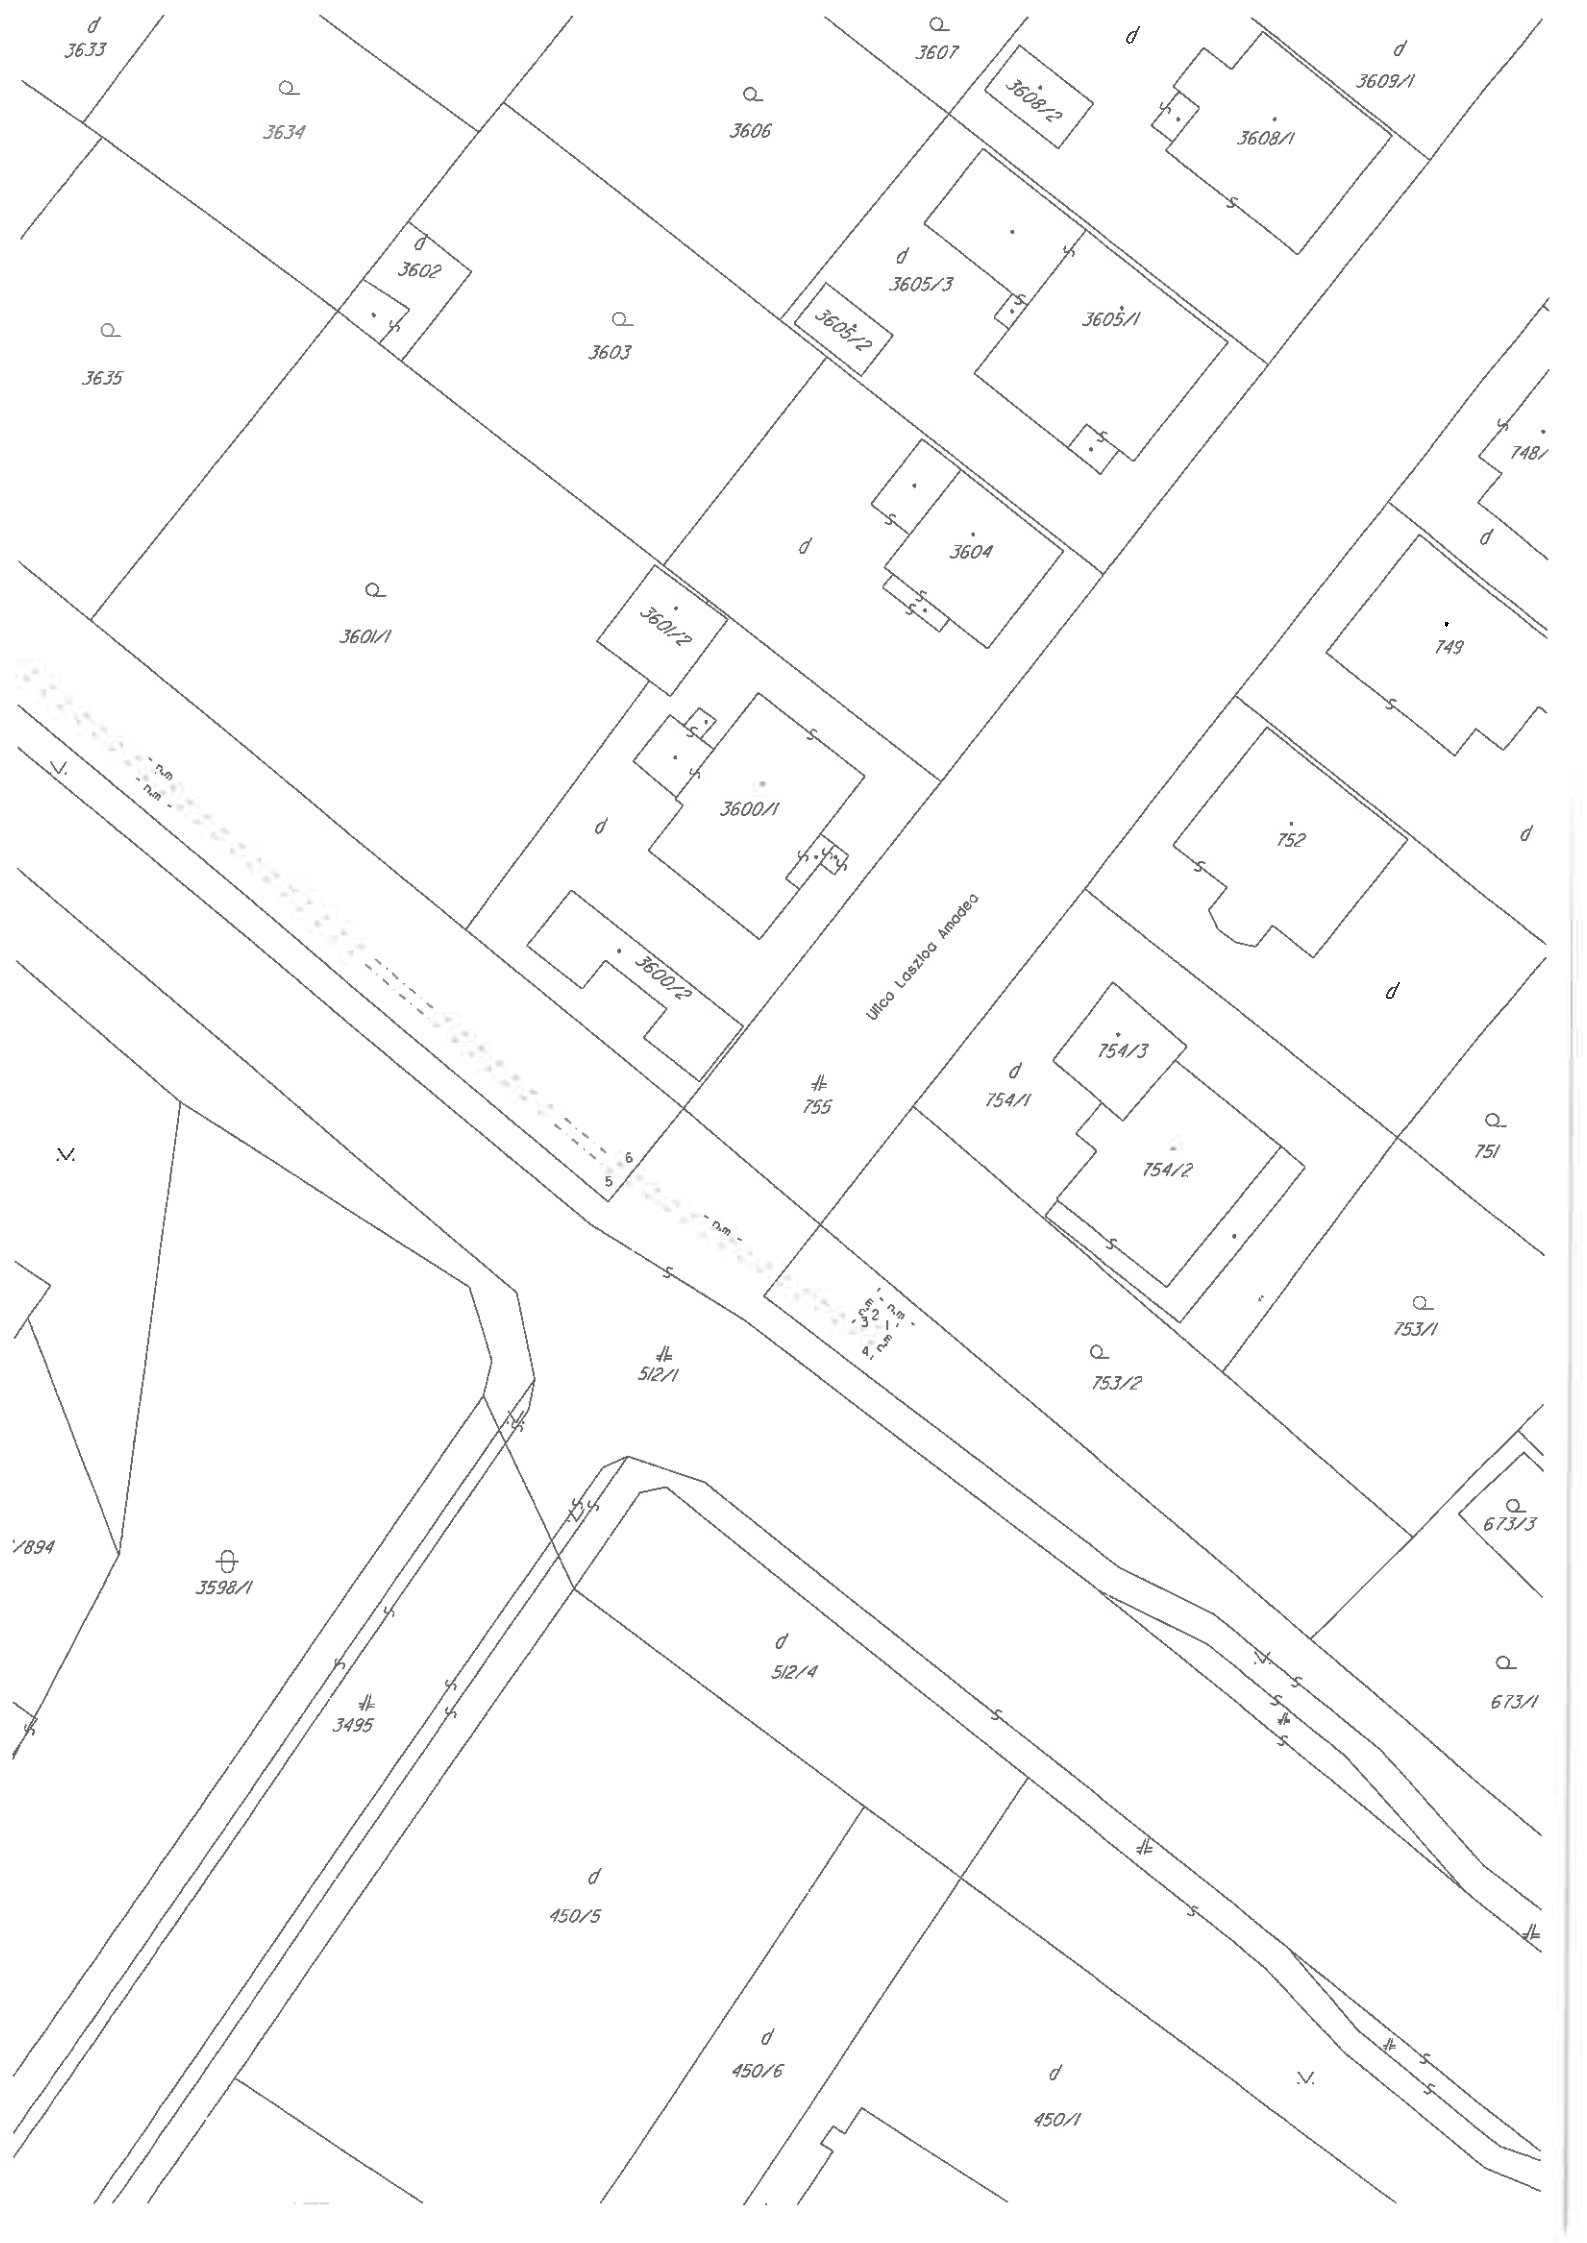 d
3633
3634
3606
3607
d
3608/2
3608/1
s
s
d
3609/1
d
3602
s
3603
d
3605/3
3605/2
3605/1
s
s
s
3635
3601/1
3601/2
d
3604
s
s
s
s
748/
d
749
s
V
- n.m -
- n.m -
d
3600/1
s
s
s
s
s
s
3600/2
752
s
d
d
Ulica Laszloa Amadea
755
d
754/1
754/3
754/2
s
751
V
6
5
- n.m -
- n.m -
- n.m -
- n.m -
3 2 1
4
s
512/1
753/2
753/1
673/3
/894
3598/1
V
s
s
s
V
s
s
s
s
3495
d
512/4
s
V
s
s
s
673/1
d
450/5
s
d
450/6
d
450/1
V
s
s
s